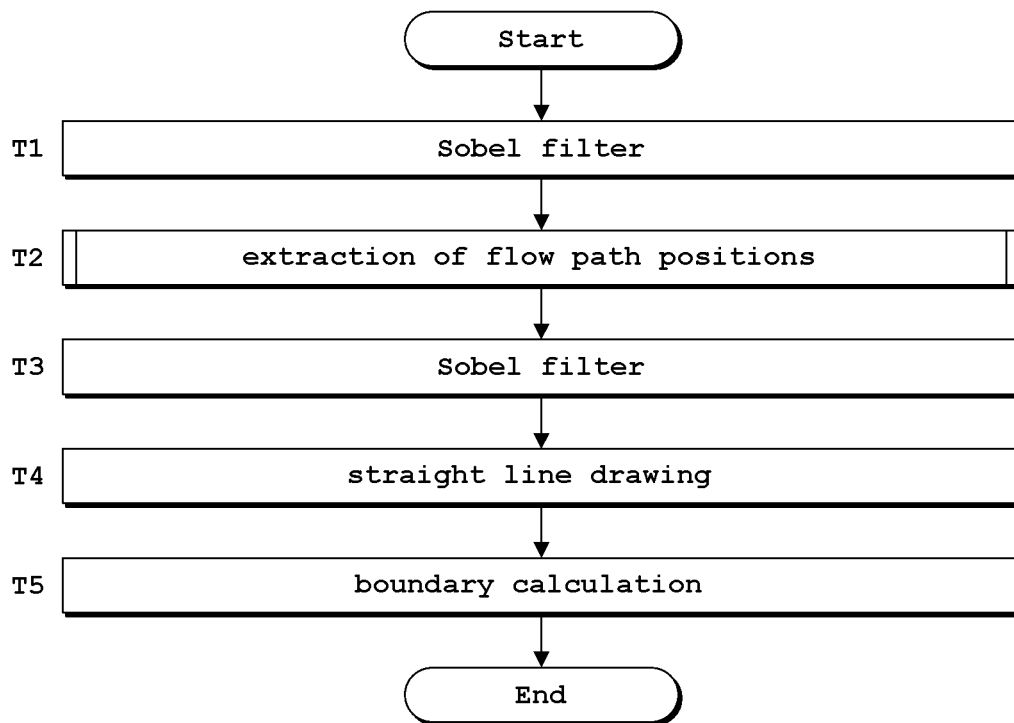 Start
T1 Sobel filter
T2 extraction of flow path positions
T3 Sobel filter
T4 straight line drawing
T5 boundary calculation
End